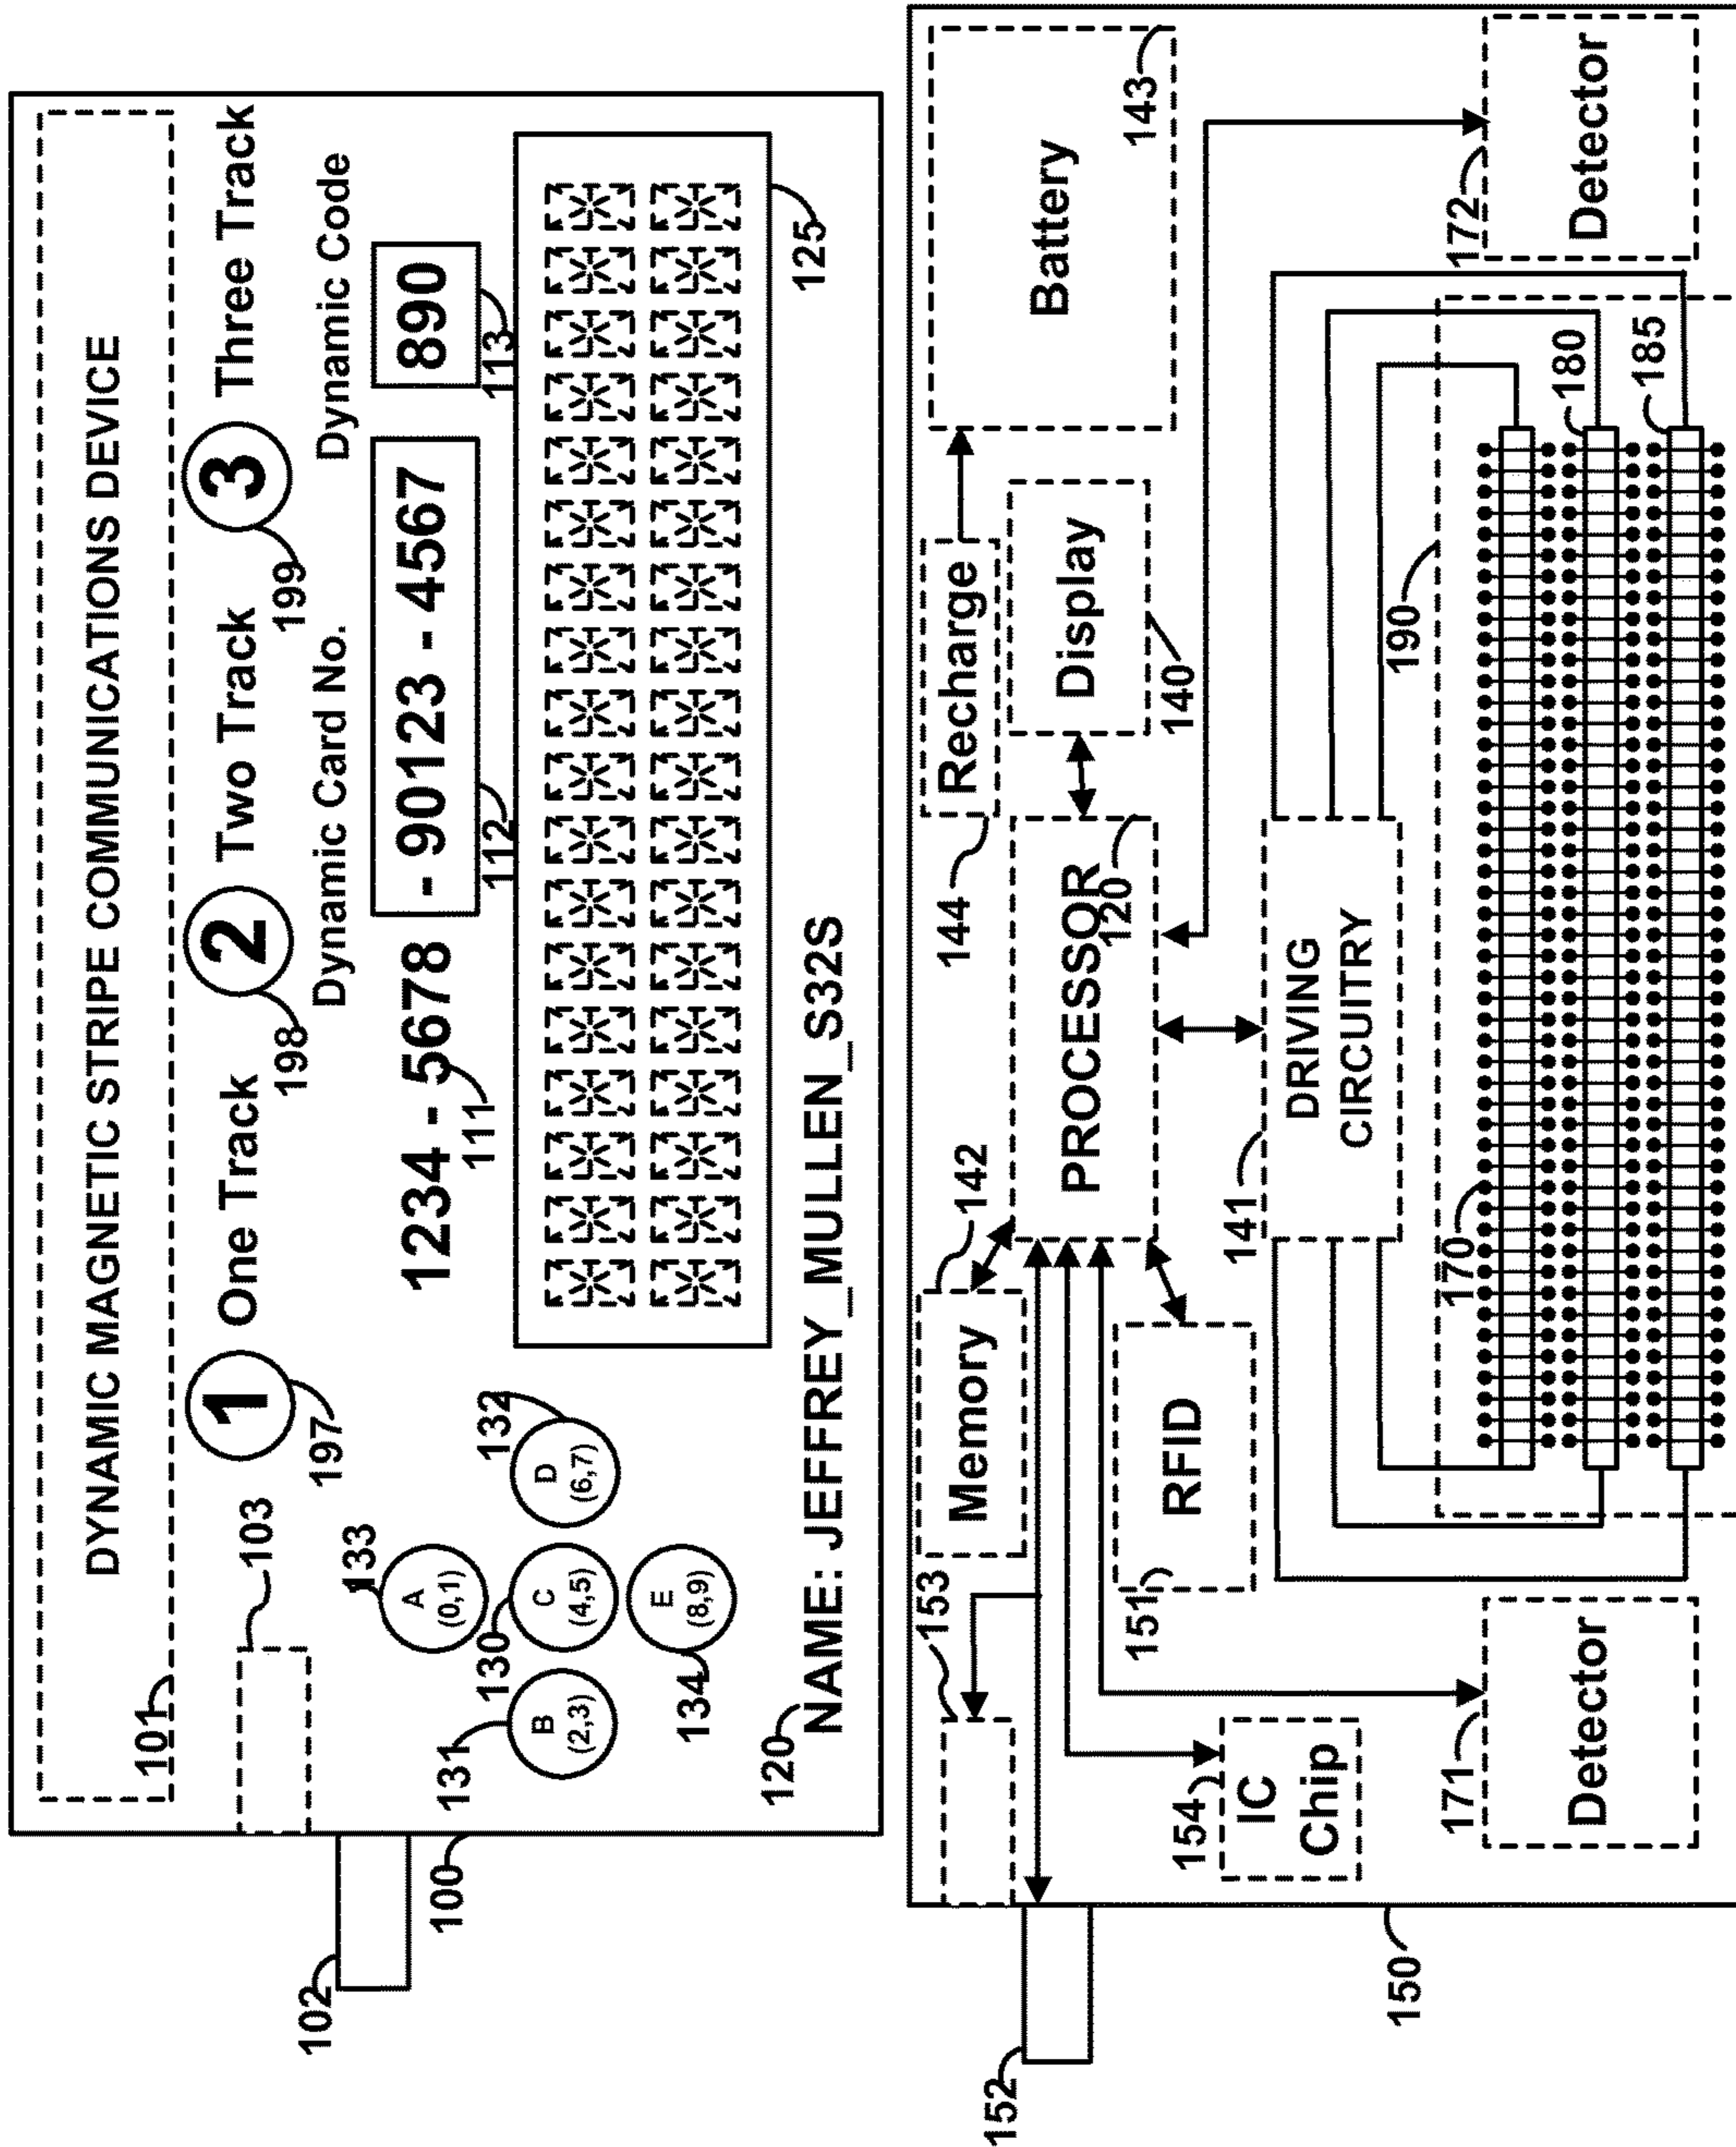 DYNAMIC MAGNETIC STRIPE COMMUNICATIONS DEVICE
101
103
1 One Track
2 Two Track
3 Three Track
197
198
199
102
100
Dynamic Card No.
Dynamic Code
1234 - 5678
- 90123 - 4567
890
111
112
113
133
A
(0,1)
131
B
(2,3)
130
C
(4,5)
132
D
(6,7)
134
E
(8,9)
125
120
NAME: JEFFREY_MULLEN_S32S
153
Memory
142
144
Recharge
Battery
143
152
PROCESSOR
120
Display
140
151
RFID
154
IC
Chip
141
DRIVING
CIRCUITRY
150
190
171
Detector
172
Detector
170
180
185